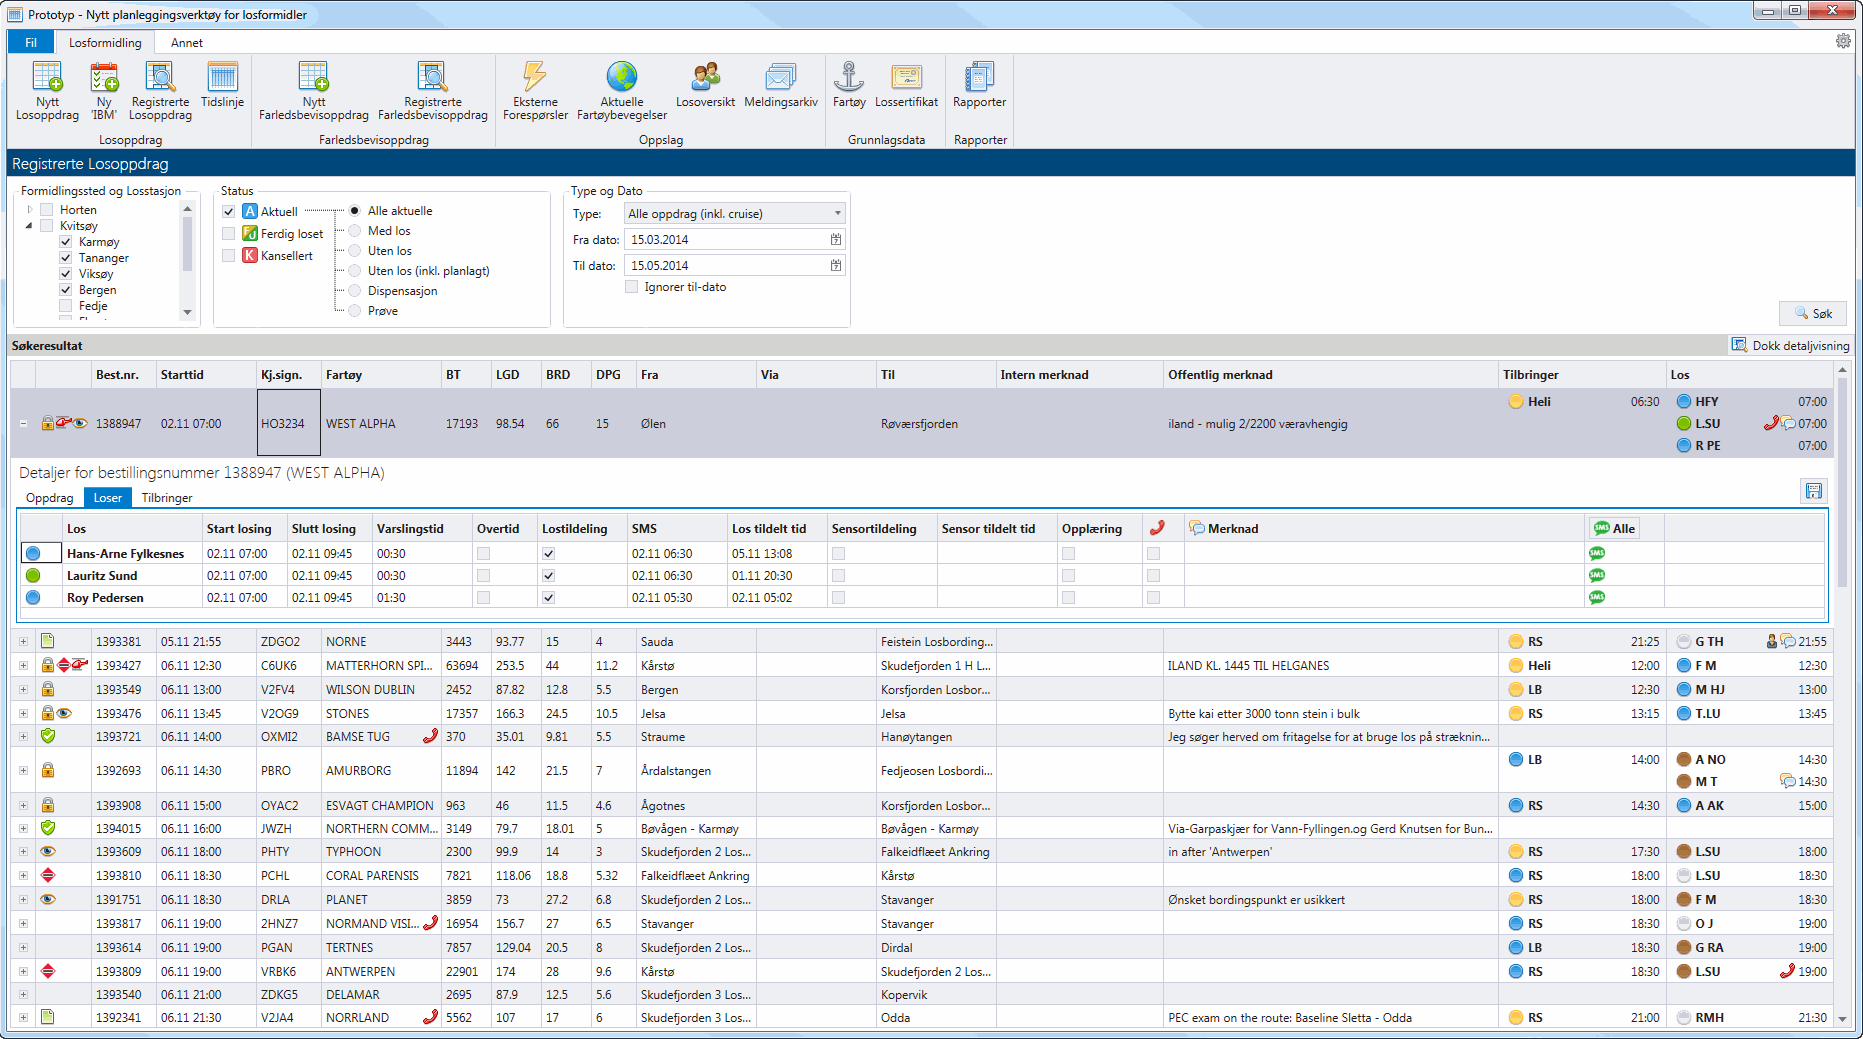 Prototyp - Nytt planleggingsverktøy for losformidler
Fil Losformidling Annet
Nytt Losoppdrag
Ny 'IBM'
Registrerte Losoppdrag
Tidslinje
Losoppdrag
Nytt Farledsbevisoppdrag
Registrerte Farledsbevisoppdrag
Farledsbevisoppdrag
Eksterne Forespørsler
Aktuelle Fartøybevegelser
Losoversikt
Meldingsarkiv
Oppslag
Fartøy
Lossertifikat
Grunnlagsdata
Rapporter
Rapporter
Registrerte Losoppdrag
Formidlingssted og Losstasjon
Horten
Kvitsøy
Karmøy
Tananger
Viksøy
Bergen
Fedje
Status
A Aktuell
Fd Ferdig loset
K Kansellert
Alle aktuelle
Med los
Uten los
Uten los (inkl. planlagt)
Dispensasjon
Prøve
Type og Dato
Type: Alle oppdrag (inkl. cruise)
Fra dato: 15.03.2014
Til dato: 15.05.2014
Ignorer til-dato
Søk
Søkeresultat Dokk detaljvisning
Best.nr. Starttid Kj.sign. Fartøy BT LGD BRD DPG Fra Via Til Intern merknad Offentlig merknad Tilbringer Los
1388947 02.11 07:00 HO3234 WEST ALPHA 17193 98.54 66 15 Ølen Røværsfjorden iland - mulig 2/2200 væravhengig Heli 06:30 HFY 07:00
L.SU 07:00
R PE 07:00
Detaljer for bestillingsnummer 1388947 (WEST ALPHA)
Oppdrag Loser Tilbringer
Los Start losing Slutt losing Varslingstid Overtid Lostildeling SMS Los tildelt tid Sensortildeling Sensor tildelt tid Opplæring Merknad SMS Alle
Hans-Arne Fylkesnes 02.11 07:00 02.11 09:45 00:30 02.11 06:30 05.11 13:08 SMS
Lauritz Sund 02.11 07:00 02.11 09:45 00:30 02.11 06:30 01.11 20:30 SMS
Roy Pedersen 02.11 07:00 02.11 09:45 01:30 02.11 05:30 02.11 05:02 SMS
1393381 05.11 21:55 ZDGO2 NORNE 3443 93.77 15 4 Sauda Feistein Losbording... RS 21:25 G TH 21:55
1393427 06.11 12:30 C6UK6 MATTERHORN SPI... 63694 253.5 44 11.2 Kårstø Skudefjorden 1 H L... ILAND KL. 1445 TIL HELGANES Heli 12:00 F M 12:30
1393549 06.11 13:00 V2FV4 WILSON DUBLIN 2452 87.82 12.8 5.5 Bergen Korsfjorden Losbor... LB 12:30 M HJ 13:00
1393476 06.11 13:45 V2OG9 STONES 17357 166.3 24.5 10.5 Jelsa Jelsa Bytte kai etter 3000 tonn stein i bulk RS 13:15 T.LU 13:45
1393721 06.11 14:00 OXMI2 BAMSE TUG 370 35.01 9.81 5.5 Straume Hanøytangen Jeg søger herved om fritagelse for at bruge los på stræknin...
1392693 06.11 14:30 PBRO AMURBORG 11894 142 21.5 7 Årdalstangen Fedjeosen Losbordi... LB 14:00 A NO 14:30
M T 14:30
1393908 06.11 15:00 OYAC2 ESVAGT CHAMPION 963 46 11.5 4.6 Ågotnes Korsfjorden Losbor... RS 14:30 A AK 15:00
1394015 06.11 16:00 JWZH NORTHERN COMM... 3149 79.7 18.01 5 Bøvågen - Karmøy Bøvågen - Karmøy Via-Garpaskjær for Vann-Fyllingen.og Gerd Knutsen for Bun...
1393609 06.11 18:00 PHTY TYPHOON 2300 99.9 14 3 Skudefjorden 2 Los... Falkeidflæet Ankring in after 'Antwerpen' RS 17:30 L.SU 18:00
1393810 06.11 18:30 PCHL CORAL PARENSIS 7821 118.06 18.8 5.32 Falkeidflæet Ankring Kårstø RS 18:00 L.SU 18:30
1391751 06.11 18:30 DRLA PLANET 3859 73 27.2 6.8 Skudefjorden 2 Los... Stavanger Ønsket bordingspunkt er usikkert RS 18:00 F M 18:30
1393817 06.11 19:00 2HNZ7 NORMAND VISI... 16954 156.7 27 6.5 Stavanger Stavanger RS 18:30 O J 19:00
1393614 06.11 19:00 PGAN TERTNES 7857 129.04 20.5 8 Skudefjorden 2 Los... Dirdal LB 18:30 G RA 19:00
1393809 06.11 19:00 VRBK6 ANTWERPEN 22901 174 28 9.6 Kårstø Skudefjorden 2 Los... RS 18:30 L.SU 19:00
1393540 06.11 21:00 ZDKG5 DELAMAR 2695 87.9 12.5 5.6 Skudefjorden 3 Los... Kopervik
1392341 06.11 21:30 V2JA4 NORRLAND 5562 107 17 6 Skudefjorden 3 Los... Odda PEC exam on the route: Baseline Sletta - Odda RS 21:00 RMH 21:30